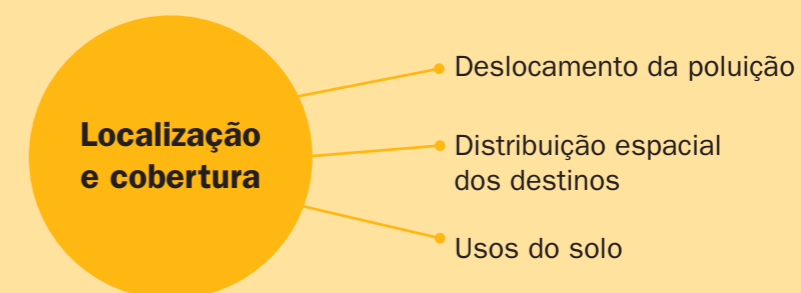 Localização
e cobertura
Deslocamento da poluição
Distribuição espacial
dos destinos
Usos do solo